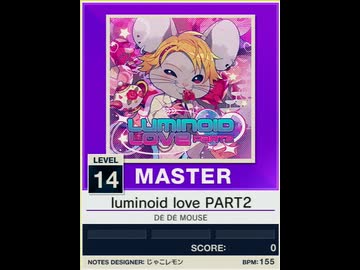 LUMINOID
LOVE PART2
LEVEL
14
MASTER
luminoid love PART2
DE DE MOUSE
SCORE: 0
NOTES DESIGNER: じゃこレモン BPM: 155